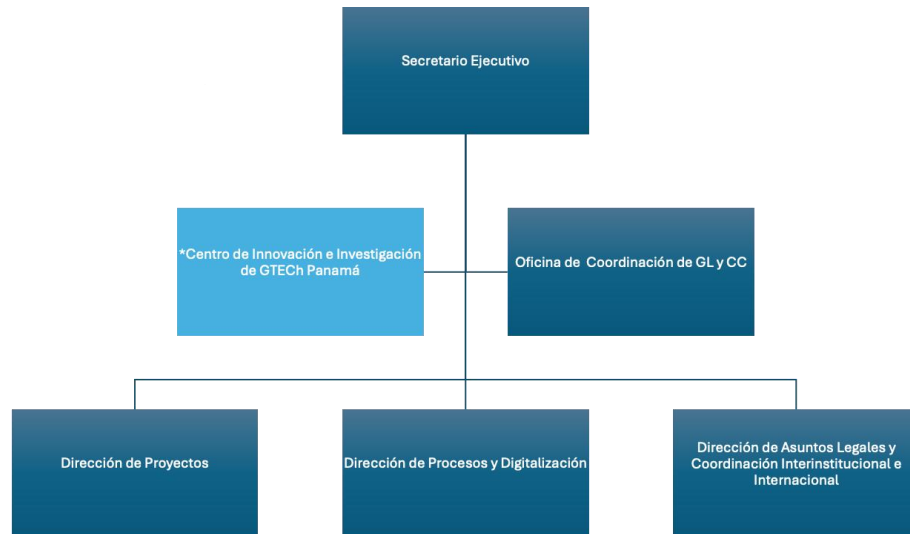 Secretario Ejecutivo
*Centro de Innovación e Investigación
de GTECh Panamá
Oficina de Coordinación de GL y CC
Dirección de Proyectos
Dirección de Procesos y Digitalización
Dirección de Asuntos Legales y
Coordinación Interinstitucional e
Internacional